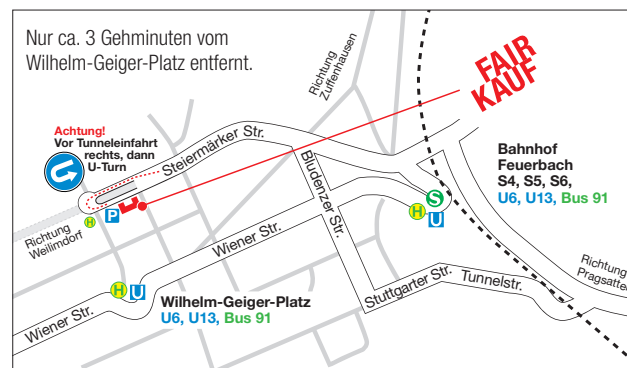 Nur ca. 3 Gehminuten vom
Wilhelm-Geiger-Platz entfernt.
Richtung
Zuffenhausen
FAIR
KAUF
Achtung!
Vor Tunneleinfahrt
rechts, dann
U-Turn
Steiermärker Str.
Bludenzer Str.
Bahnhof
Feuerbach
S4, S5, S6,
U6, U13, Bus 91
S
H
U
H
P
Richtung
Weilimdorf
Wiener Str.
H
U
Wilhelm-Geiger-Platz
U6, U13, Bus 91
Wiener Str.
Stuttgarter Str.
Tunnelstr.
Richtung
Pragsattel